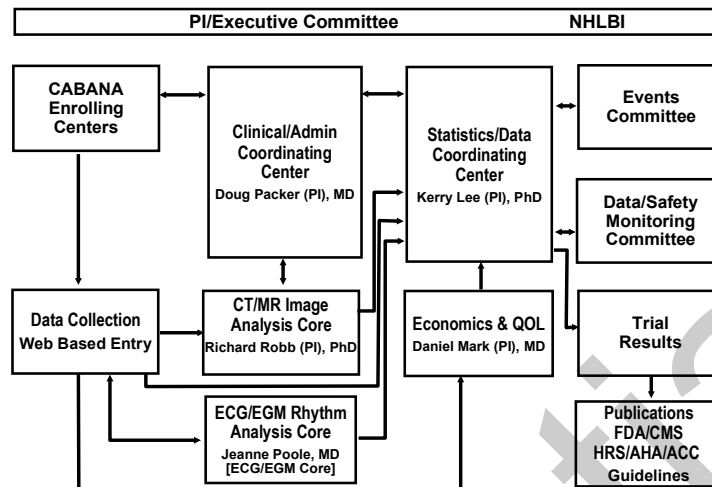 PI/Executive Committee NHLBI
CABANA
Enrolling
Centers
Clinical/Admin
Coordinating
Center
Doug Packer (PI), MD
Statistics/Data
Coordinating
Center
Kerry Lee (PI), PhD
Events
Committee
Data/Safety
Monitoring
Committee
Data Collection
Web Based Entry
CT/MR Image
Analysis Core
Richard Robb (PI), PhD
Economics & QOL
Daniel Mark (PI), MD
Trial
Results
ECG/EGM Rhythm
Analysis Core
Jeanne Poole, MD
[ECG/EGM Core]
Publications
FDA/CMS
HRS/AHA/ACC
Guidelines